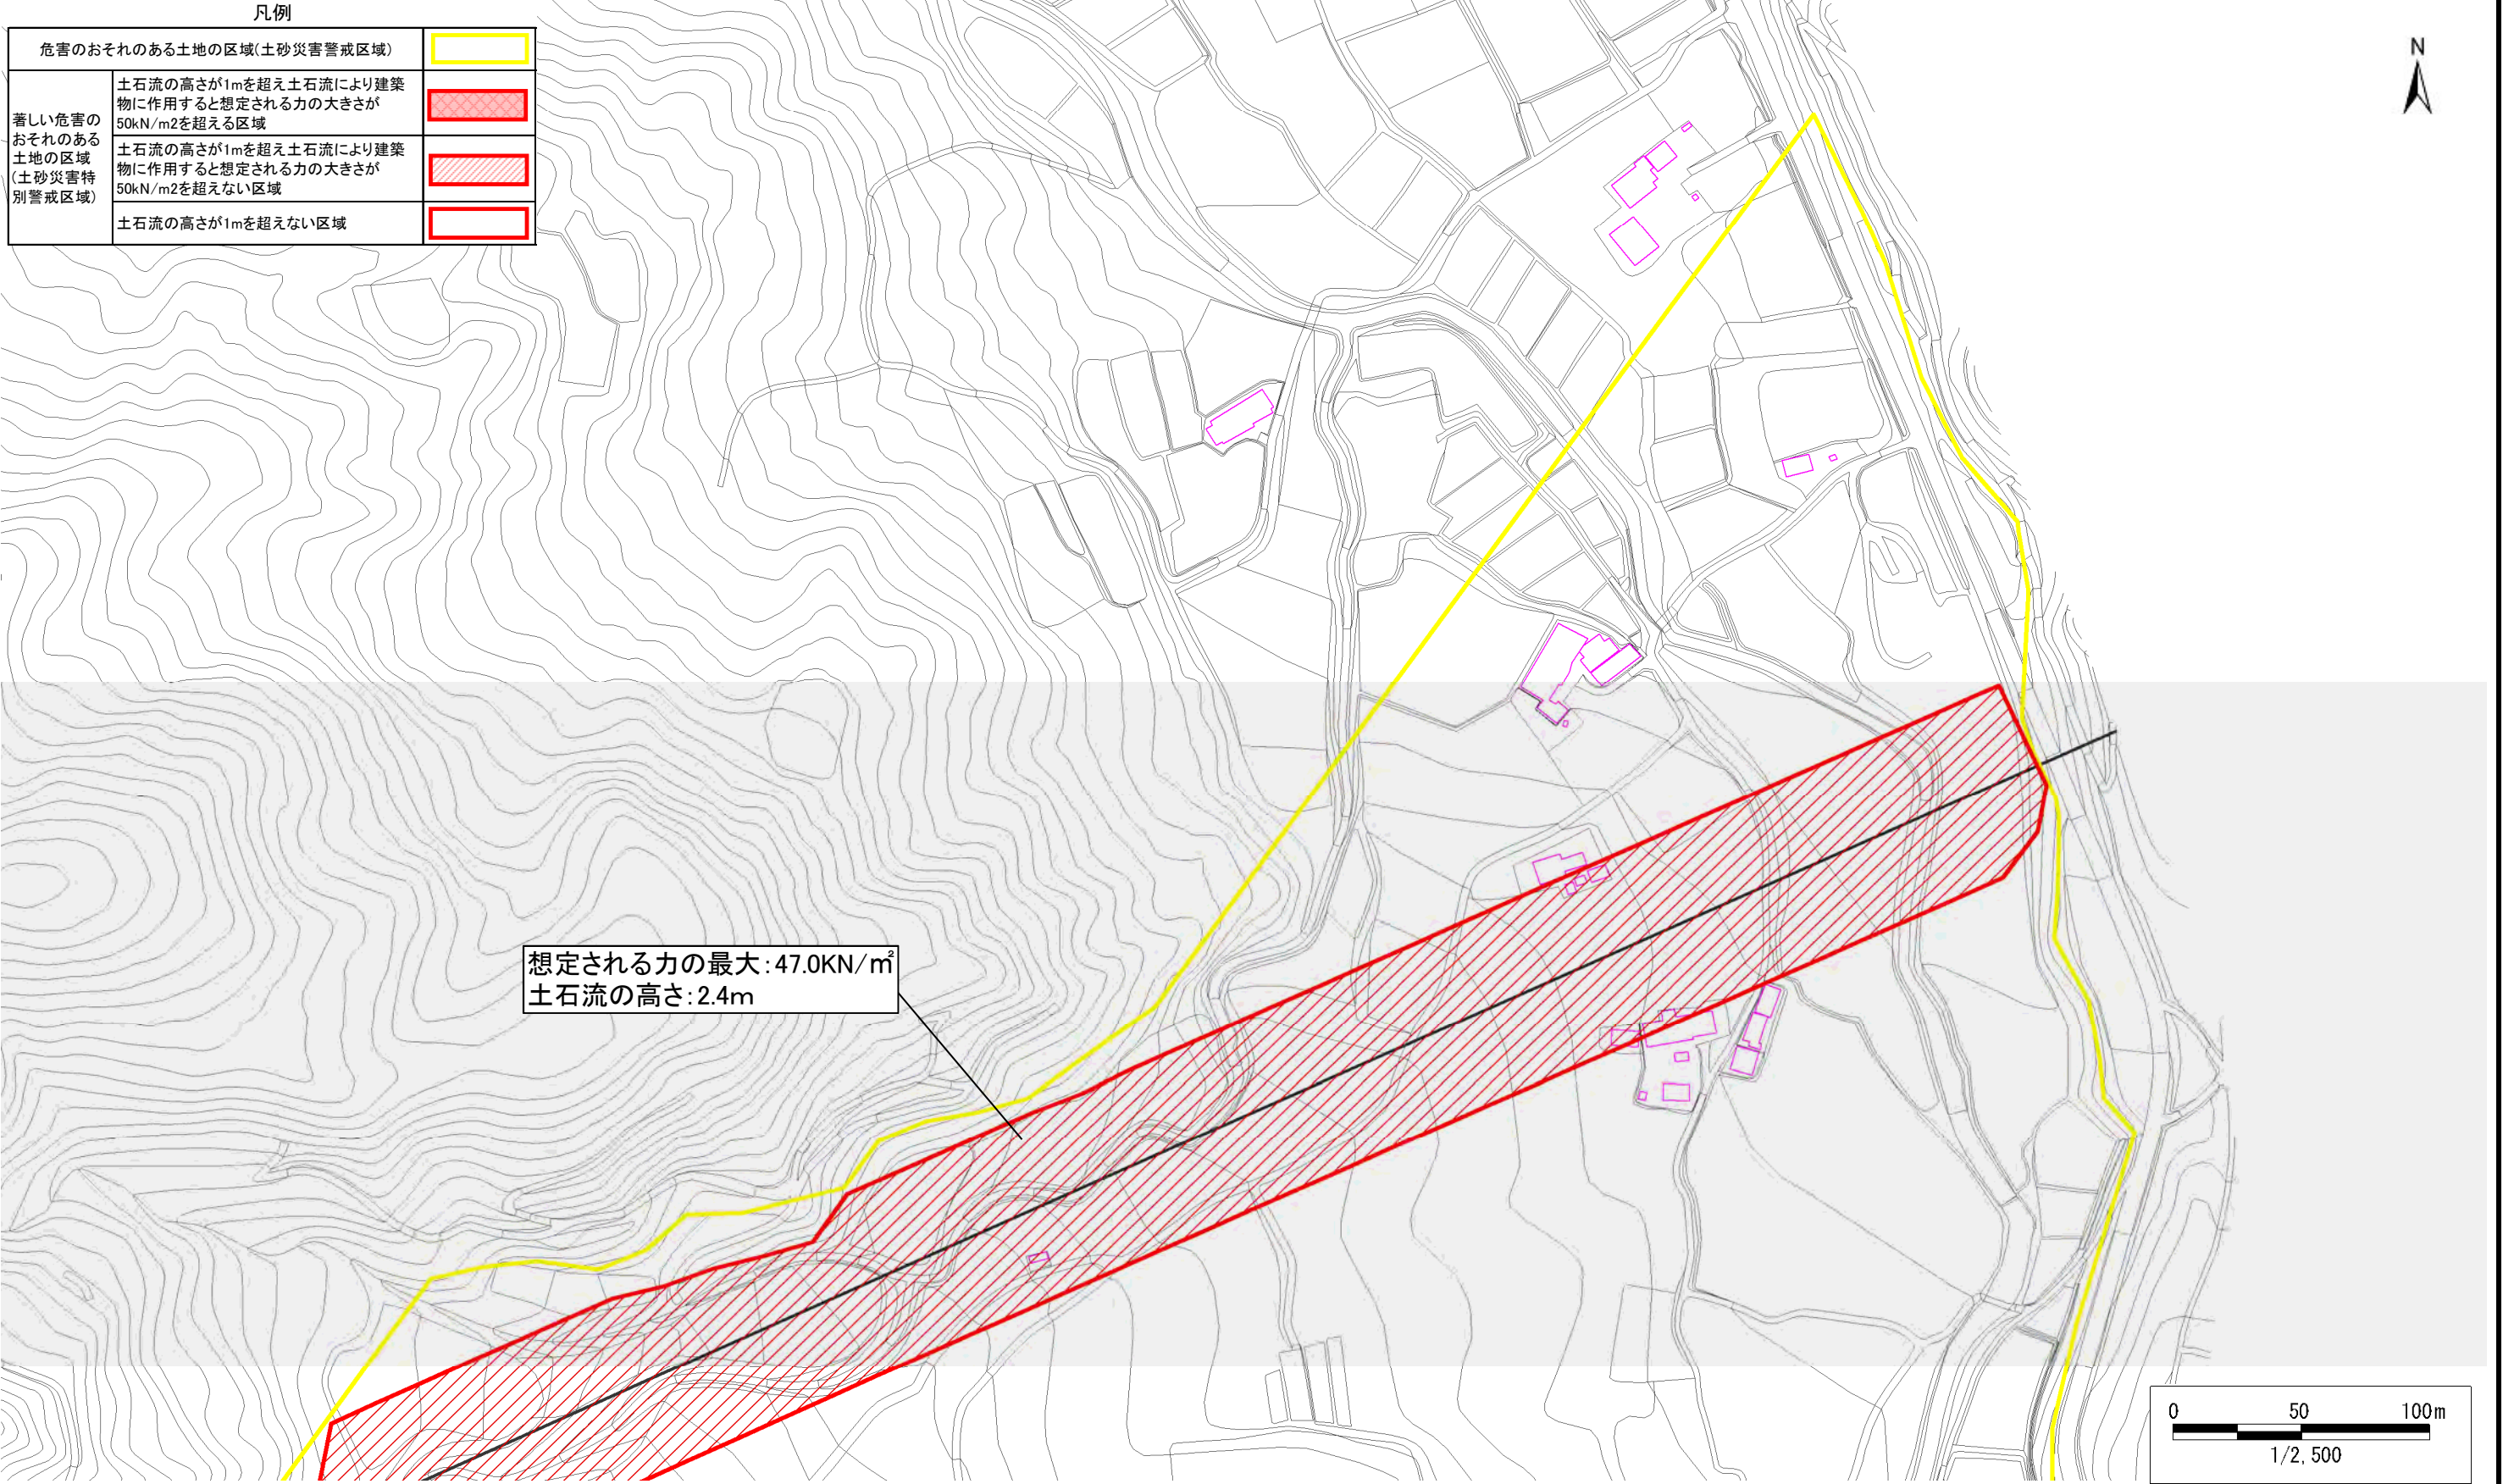 凡例
危害のおそれのある土地の区域(土砂災害警戒区域)
著しい危害の
おそれのある
土地の区域
(土砂災害特
別警戒区域)
土石流の高さが1mを超え土石流により建築
物に作用すると想定される力の大きさが
50kN/m2を超える区域
土石流の高さが1mを超え土石流により建築
物に作用すると想定される力の大きさが
50kN/m2を超えない区域
土石流の高さが1mを超えない区域
N
想定される力の最大:47.0KN/㎡
土石流の高さ:2.4m
0 50 100m
1/2,500